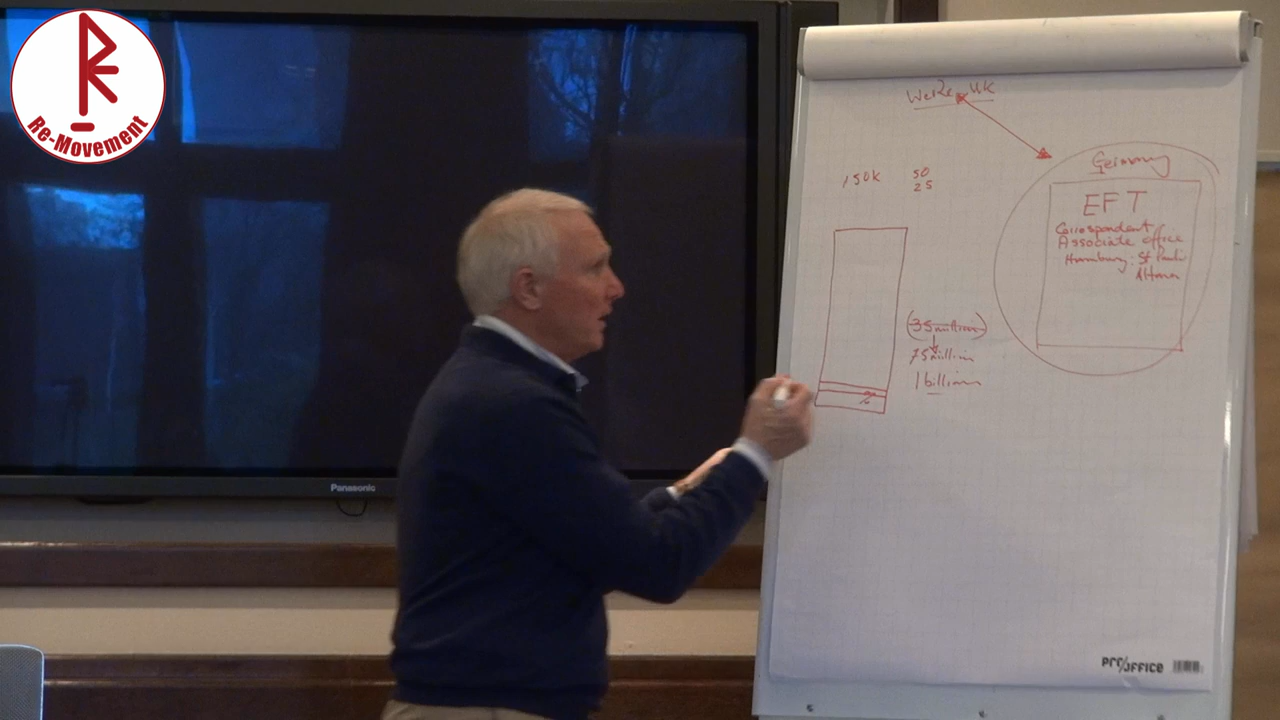 Re-Movement
Panasonic
WeRe UK
150K
50
25
Germany
EFT
Correspondent
Associate office
Hamburg: St Pauli
Altona
(35 million)
75 million
1 billion
%
pro/office